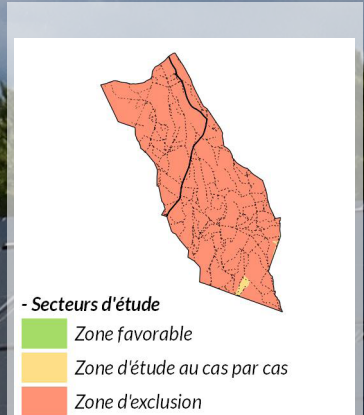 - Secteurs d'étude
Zone favorable
Zone d'étude au cas par cas
Zone d'exclusion